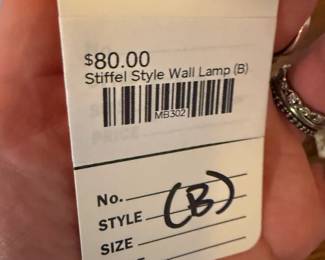 $80.00
Stiffel Style Wall Lamp (B)
MB302
No.
STYLE (B)
SIZE